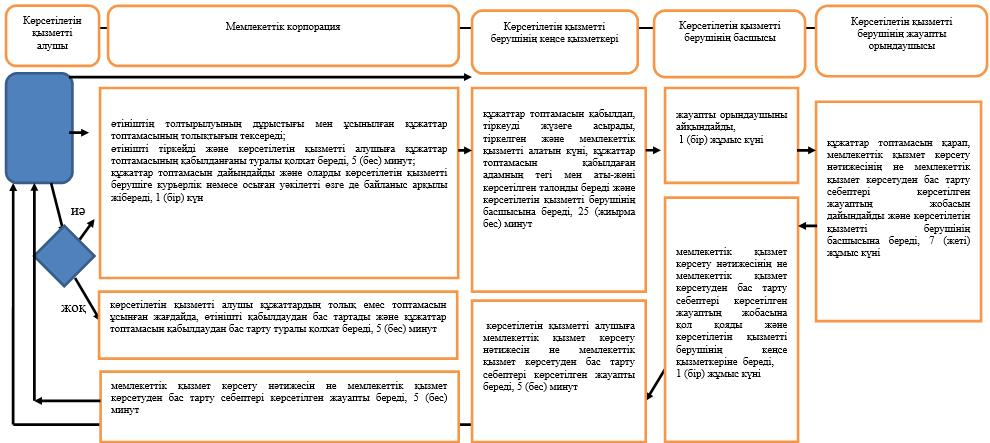 Көрсетілетін
қызметті
алушы
Мемлекеттік корпорация
Көрсетілетін қызметті
берушінің кеңсе қызметкері
Көрсетілетін қызметті
берушінің басшысы
Көрсетілетін қызметті
берушінің жауапты
орындаушысы
өтініштің толтырылуының дұрыстығы мен ұсынылған құжаттар
топтамасының толықтығын тексереді;
өтінішті тіркейді және көрсетілетін қызметті алушыға құжаттар
топтамасының қабылданғаны туралы қолхат береді, 5 (бес) минут;
құжаттар топтамасын дайындайды және оларды көрсетілетін қызметті
берушіге курьерлік немесе осыған уәкілетті өзге де байланыс арқылы
жібереді, 1 (бір) күн
құжаттар топтамасын қабылдап,
тіркеуді жүзеге асырады,
тіркелген және мемлекеттік
қызметті алатын күні, құжаттар
топтамасын қабылдаған
адамның тегі мен аты-жөні
көрсетілген талонды береді және
көрсетілетін қызметті берушінің
басшысына береді, 25 (жиырма
бес) минут
жауапты орындаушыны
айқындайды,
1 (бір) жұмыс күні
құжаттар топтамасын қарап,
мемлекеттік қызмет көрсету
нәтижесінің не мемлекеттік
қызмет көрсетуден бас тарту
себептері көрсетілген
жауаптың жобасын
дайындайды және көрсетілетін
қызметті берушінің
басшысына береді, 7 (жеті)
жұмыс күні
ИӘ
ЖОҚ
мемлекеттік қызмет
көрсету нәтижесінің не
мемлекеттік қызмет
көрсетуден бас тарту
себептері көрсетілген
жауаптың жобасына
қол қояды және
көрсетілетін қызметті
берушінің кеңсе
қызметкеріне береді,
1 (бір) жұмыс күні
көрсетілетін қызметті алушы құжаттардың толық емес топтамасын
ұсынған жағдайда, өтінішті қабылдаудан бас тартады және құжаттар
топтамасын қабылдаудан бас тарту туралы қолхат береді, 5 (бес) минут
көрсетілетін қызметті алушыға
мемлекеттік қызмет көрсету
нәтижесін не мемлекеттік
қызмет көрсетуден бас тарту
себептері көрсетілген жауапты
береді, 5 (бес) минут
мемлекеттік қызмет көрсету нәтижесін не мемлекеттік қызмет
көрсетуден бас тарту себептері көрсетілген жауапты береді, 5 (бес)
минут